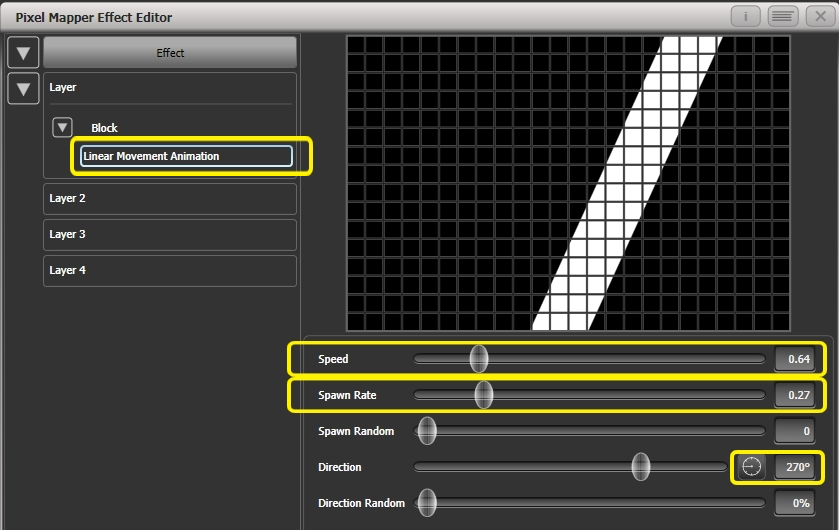 Pixel Mapper Effect Editor
i
Effect
Layer
Block
Linear Movement Animation
Layer 2
Layer 3
Layer 4
Speed 0.64
Spawn Rate 0.27
Spawn Random 0
Direction 270°
Direction Random 0%